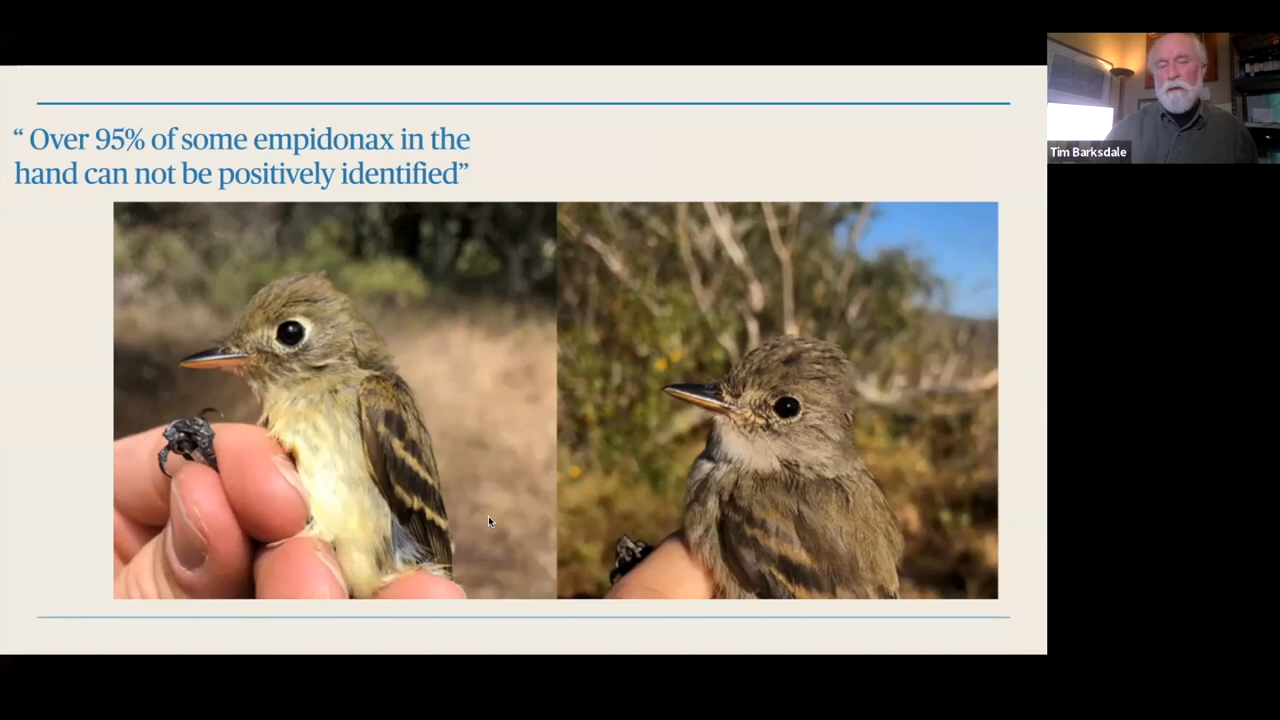 “ Over 95% of some empidonax in the
hand can not be positively identified”
Tim Barksdale